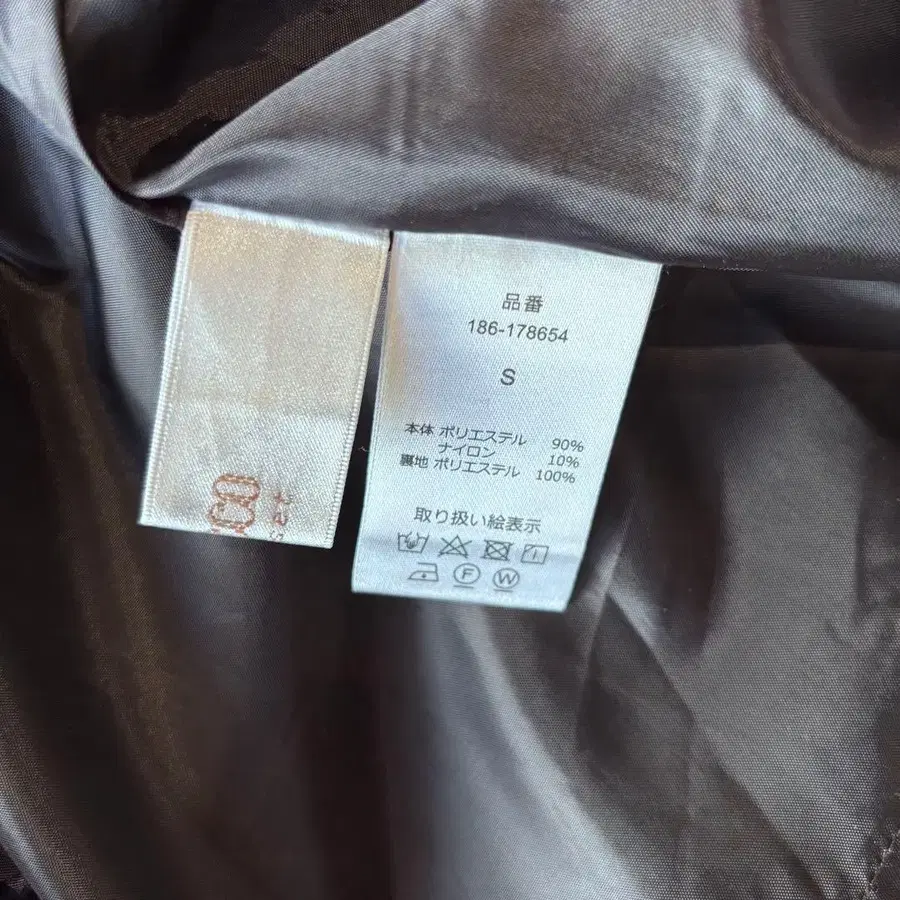 品番
186-178654
S
本体 ポリエステル 90%
ナイロン 10%
裏地 ポリエステル 100%
取り扱い絵表示
F W
set